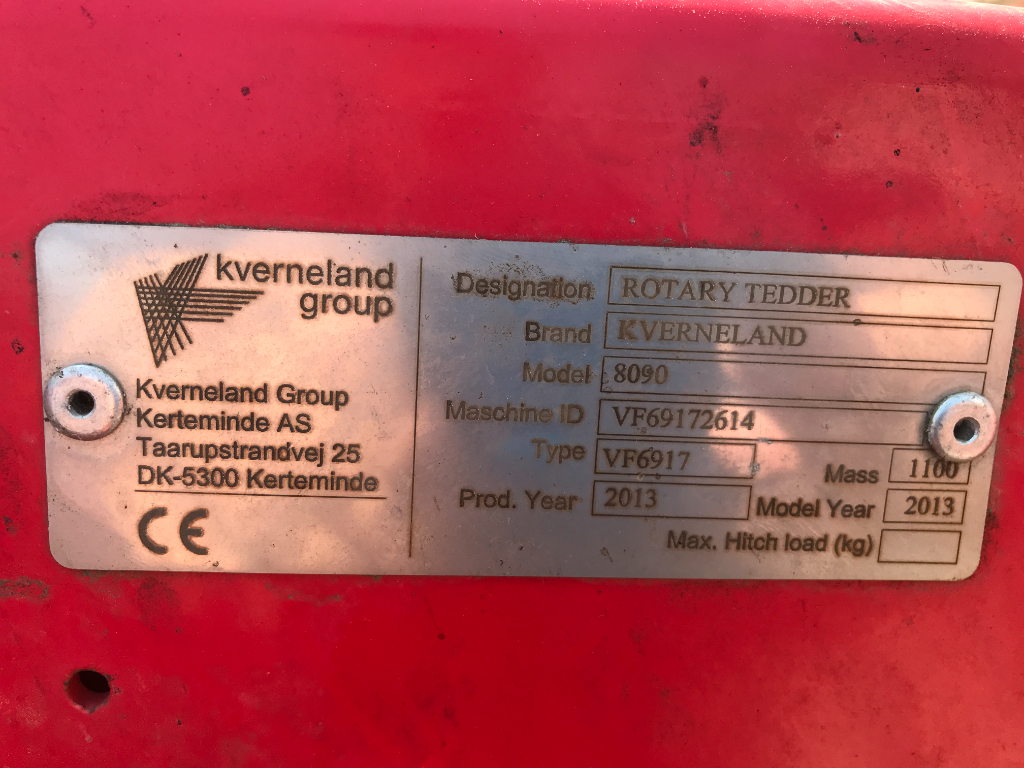 kverneland
group
Kverneland Group
Kerteminde AS
Taarupstrandvej 25
DK-5300 Kerteminde
CE
Designation ROTARY TEDDER
Brand KVERNELAND
Model 8090
Maschine ID VF69172614
Type VF6917 Mass 1100
Prod. Year 2013 Model Year 2013
Max. Hitch load (kg)